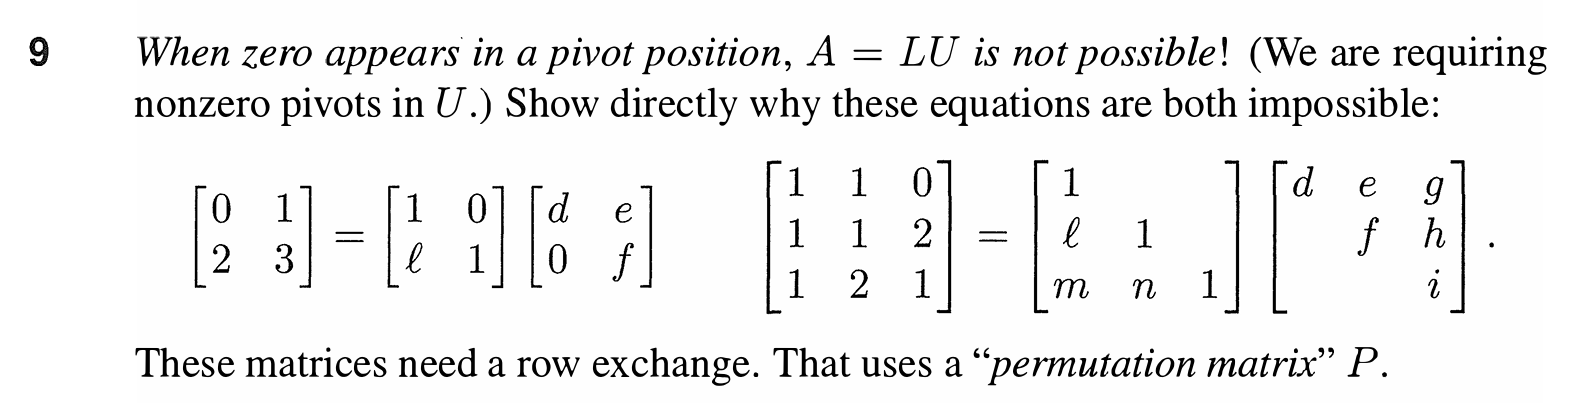 9 When zero appears in a pivot position, A = LU is not possible! (We are requiring
nonzero pivots in U.) Show directly why these equations are both impossible:
[0 1; 2 3] = [1 0; ℓ 1] [d e; 0 f]   [1 1 0; 1 1 2; 1 2 1] = [1; ℓ 1; m n 1] [d e g; f h; i].
These matrices need a row exchange. That uses a “permutation matrix” P.